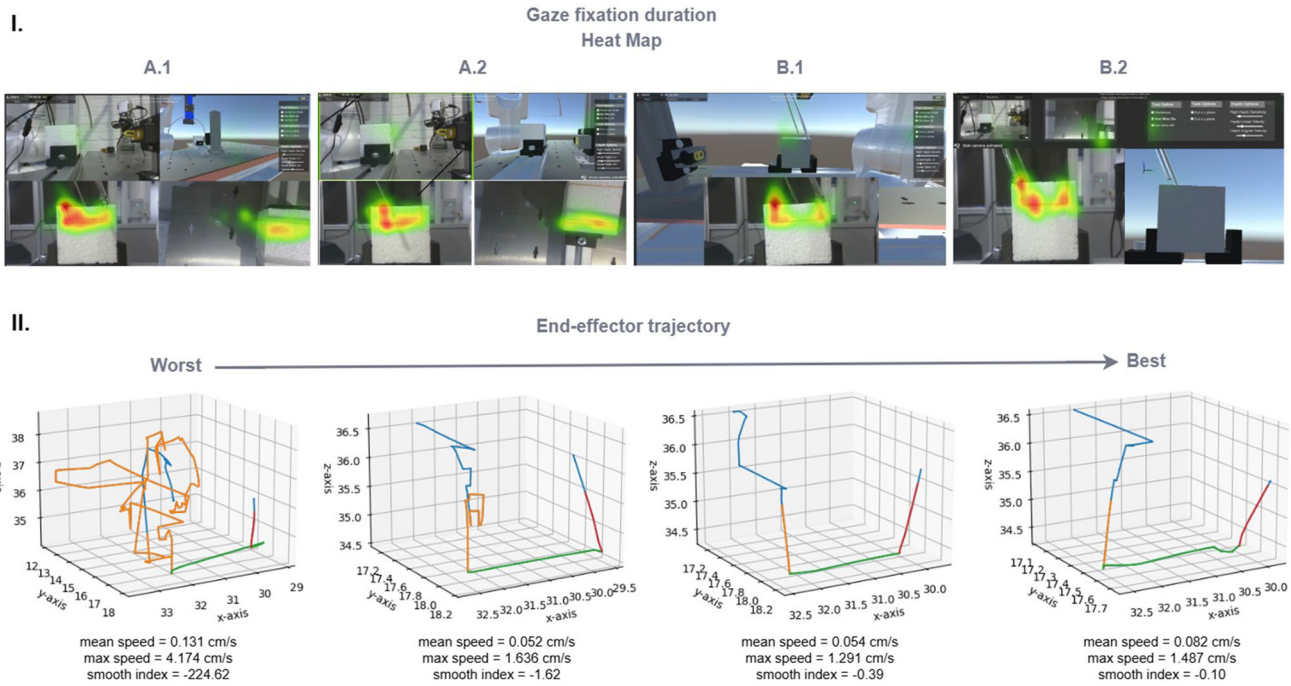 I.
Gaze fixation duration
Heat Map
A.1
A.2
B.1
B.2
II.
End-effector trajectory
Worst
Best
38
37
36
35
12
13
14
15
16
17
18
y-axis
33
32
31
30
29
x-axis
mean speed = 0.131 cm/s
max speed = 4.174 cm/s
smooth index = -224.62
36.5
36.0
35.5
35.0
34.5
17.2
17.4
17.6
17.8
18.0
18.2
y-axis
32.5
32.0
31.5
31.0
30.5
30.0
29.5
x-axis
mean speed = 0.052 cm/s
max speed = 1.636 cm/s
smooth index = -1.62
z-axis
36.5
36.0
35.5
35.0
34.5
17.2
17.4
17.6
17.8
18.0
18.2
y-axis
32.5
32.0
31.5
31.0
30.5
30.0
x-axis
mean speed = 0.054 cm/s
max speed = 1.291 cm/s
smooth index = -0.39
z-axis
36.5
36.0
35.5
35.0
34.5
17.1
17.2
17.3
17.4
17.5
17.6
17.7
y-axis
32.5
32.0
31.5
31.0
30.5
30.0
x-axis
mean speed = 0.082 cm/s
max speed = 1.487 cm/s
smooth index = -0.10